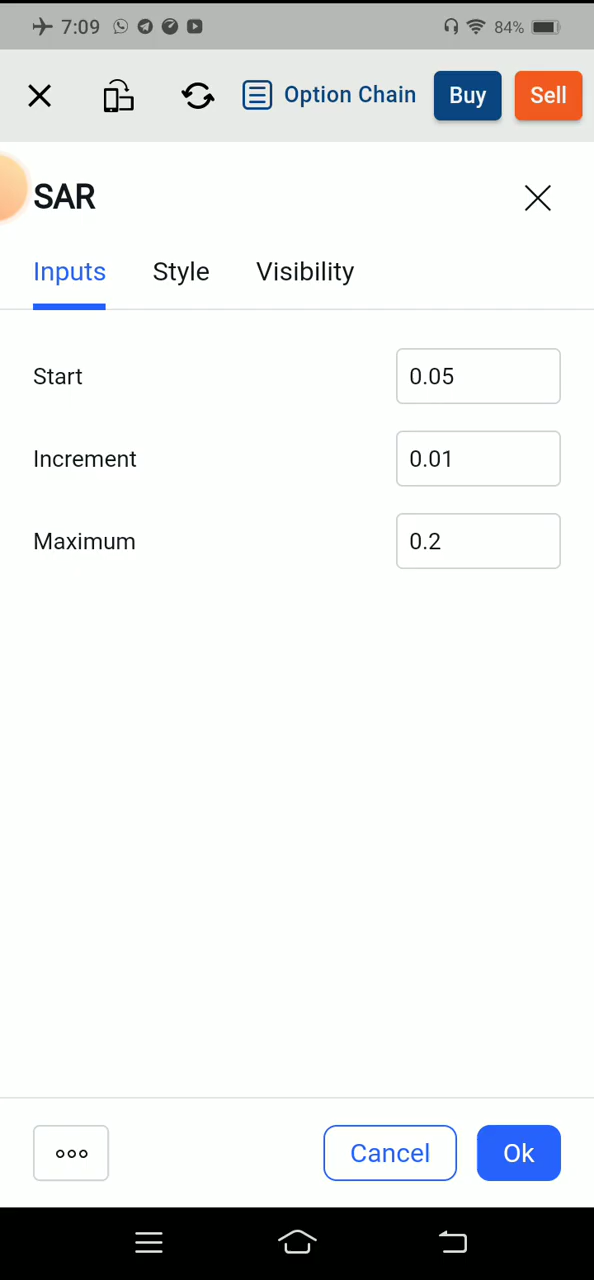 7:09 84%
Option Chain Buy Sell
SAR
Inputs Style Visibility
Start 0.05
Increment 0.01
Maximum 0.2
Cancel Ok